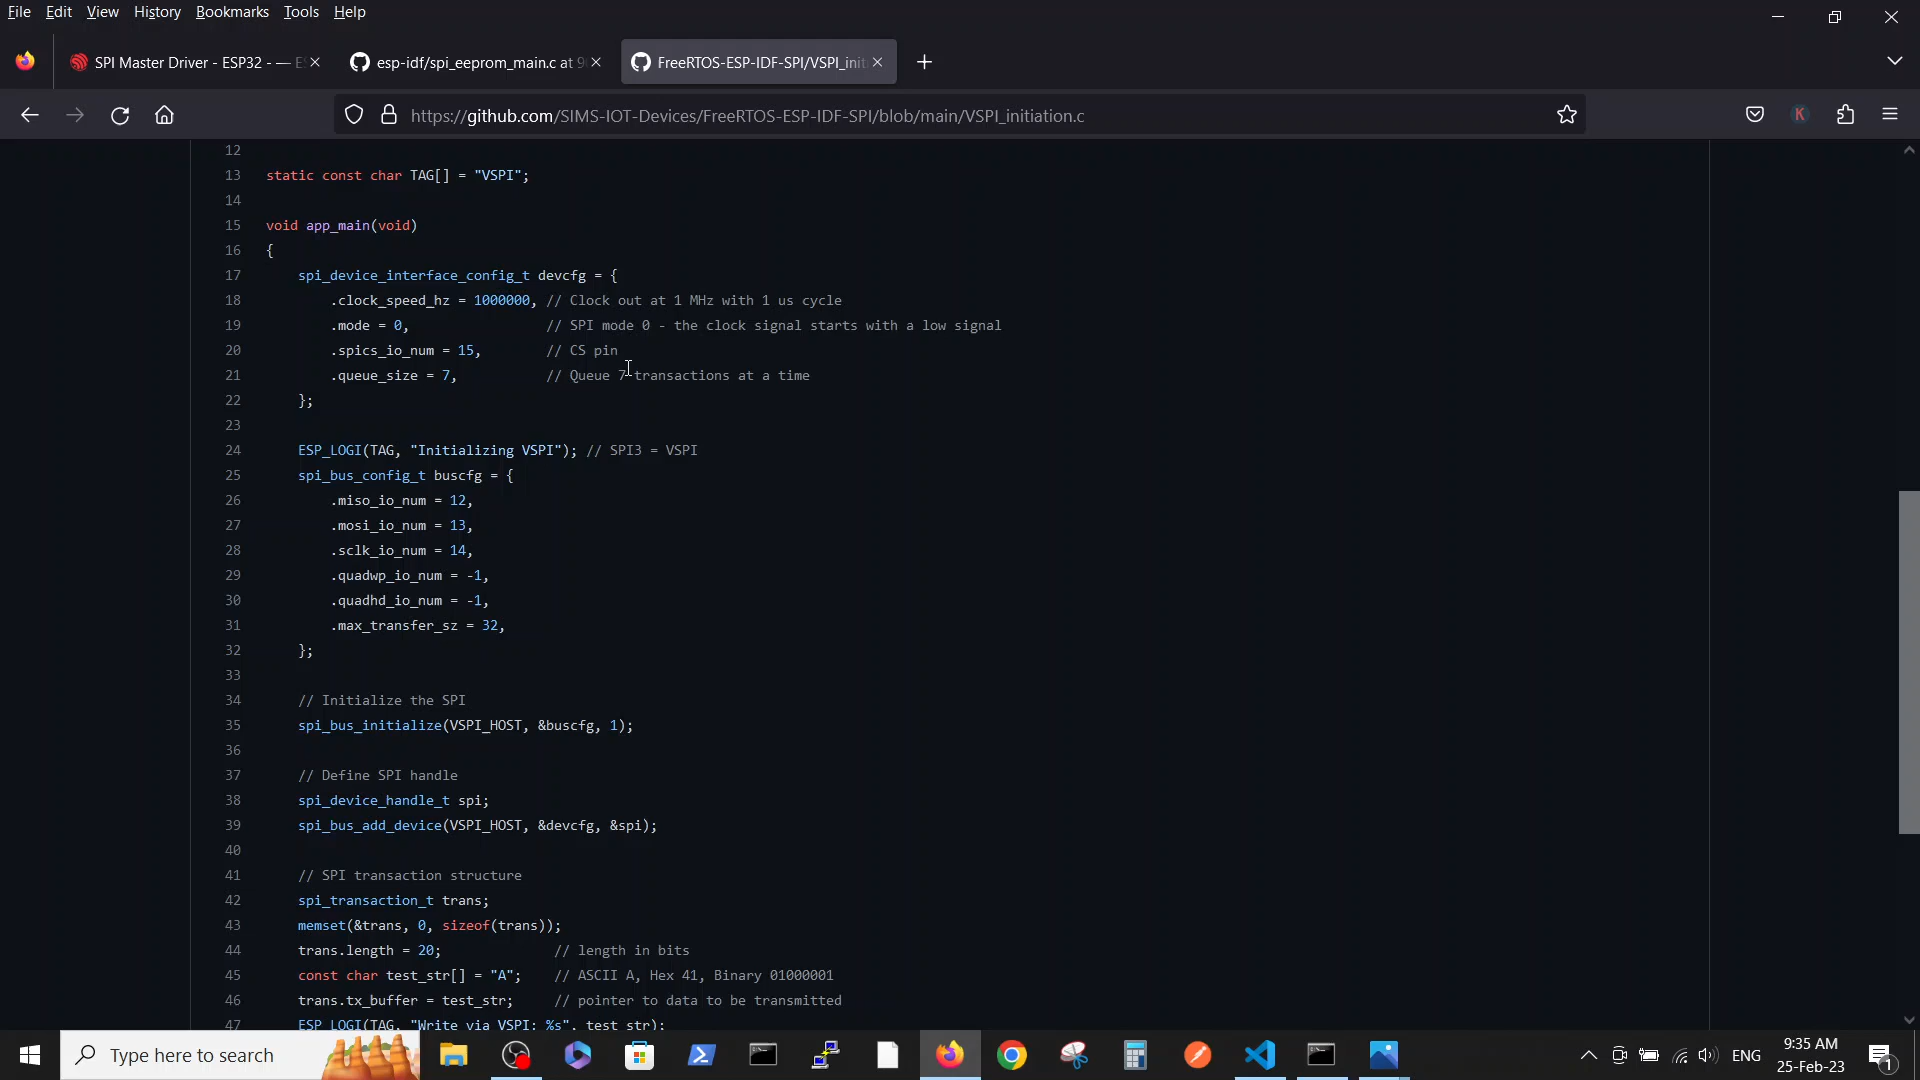 File Edit View History Bookmarks Tools Help
SPI Master Driver - ESP32 - — ES
esp-idf/spi_eeprom_main.c at 90
FreeRTOS-ESP-IDF-SPI/VSPI_init
https://github.com/SIMS-IOT-Devices/FreeRTOS-ESP-IDF-SPI/blob/main/VSPI_initiation.c
K
12
13 static const char TAG[] = "VSPI";
14
15 void app_main(void)
16 {
17 spi_device_interface_config_t devcfg = {
18 .clock_speed_hz = 1000000, // Clock out at 1 MHz with 1 us cycle
19 .mode = 0, // SPI mode 0 - the clock signal starts with a low signal
20 .spics_io_num = 15, // CS pin
21 .queue_size = 7, // Queue 7 transactions at a time
22 };
23
24 ESP_LOGI(TAG, "Initializing VSPI"); // SPI3 = VSPI
25 spi_bus_config_t buscfg = {
26 .miso_io_num = 12,
27 .mosi_io_num = 13,
28 .sclk_io_num = 14,
29 .quadwp_io_num = -1,
30 .quadhd_io_num = -1,
31 .max_transfer_sz = 32,
32 };
33
34 // Initialize the SPI
35 spi_bus_initialize(VSPI_HOST, &buscfg, 1);
36
37 // Define SPI handle
38 spi_device_handle_t spi;
39 spi_bus_add_device(VSPI_HOST, &devcfg, &spi);
40
41 // SPI transaction structure
42 spi_transaction_t trans;
43 memset(&trans, 0, sizeof(trans));
44 trans.length = 20; // length in bits
45 const char test_str[] = "A"; // ASCII A, Hex 41, Binary 01000001
46 trans.tx_buffer = test_str; // pointer to data to be transmitted
47 ESP_LOGI(TAG, "Write via VSPI: %s", test_str);
Type here to search
ENG
9:35 AM
25-Feb-23
1